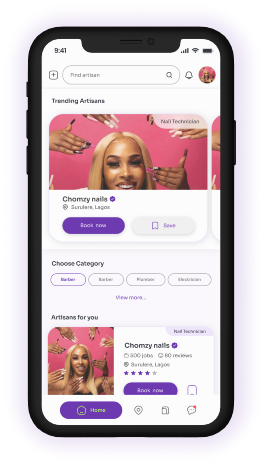 9:41
Find artisan
Trending Artisans
Nail Technician
Chomzy nails
Surulere, Lagos
Book now
Save
Choose Category
Barber
Barber
Plumber
Electrician
View more...
Artisans for you
Nail Technician
Chomzy nails
500 jobs
80 reviews
Surulere, Lagos
Book now
Home